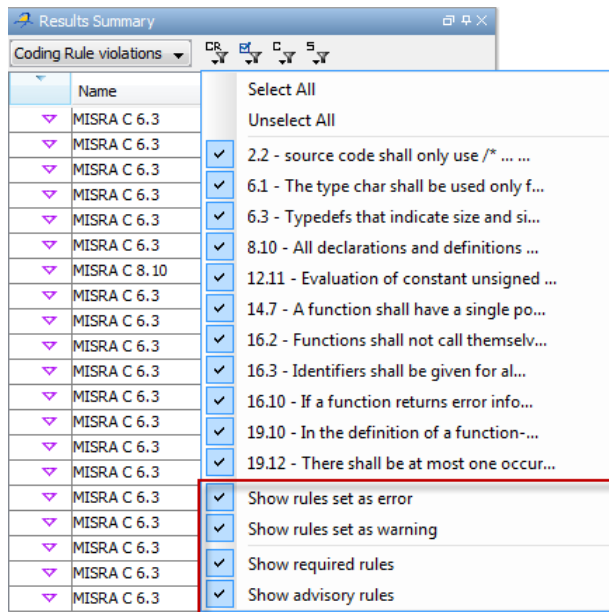 Results Summary
Coding Rule violations
CR C 5
Name
MISRA C 6.3
MISRA C 6.3
MISRA C 6.3
MISRA C 6.3
MISRA C 6.3
MISRA C 6.3
MISRA C 8.10
MISRA C 6.3
MISRA C 6.3
MISRA C 6.3
MISRA C 6.3
MISRA C 6.3
MISRA C 6.3
MISRA C 6.3
MISRA C 6.3
MISRA C 6.3
MISRA C 6.3
MISRA C 6.3
MISRA C 6.3
MISRA C 6.3
Select All
Unselect All
2.2 - source code shall only use /* ... ...
6.1 - The type char shall be used only f...
6.3 - Typedefs that indicate size and si...
8.10 - All declarations and definitions ...
12.11 - Evaluation of constant unsigned ...
14.7 - A function shall have a single po...
16.2 - Functions shall not call themselv...
16.3 - Identifiers shall be given for al...
16.10 - If a function returns error info...
19.10 - In the definition of a function-...
19.12 - There shall be at most one occur...
Show rules set as error
Show rules set as warning
Show required rules
Show advisory rules